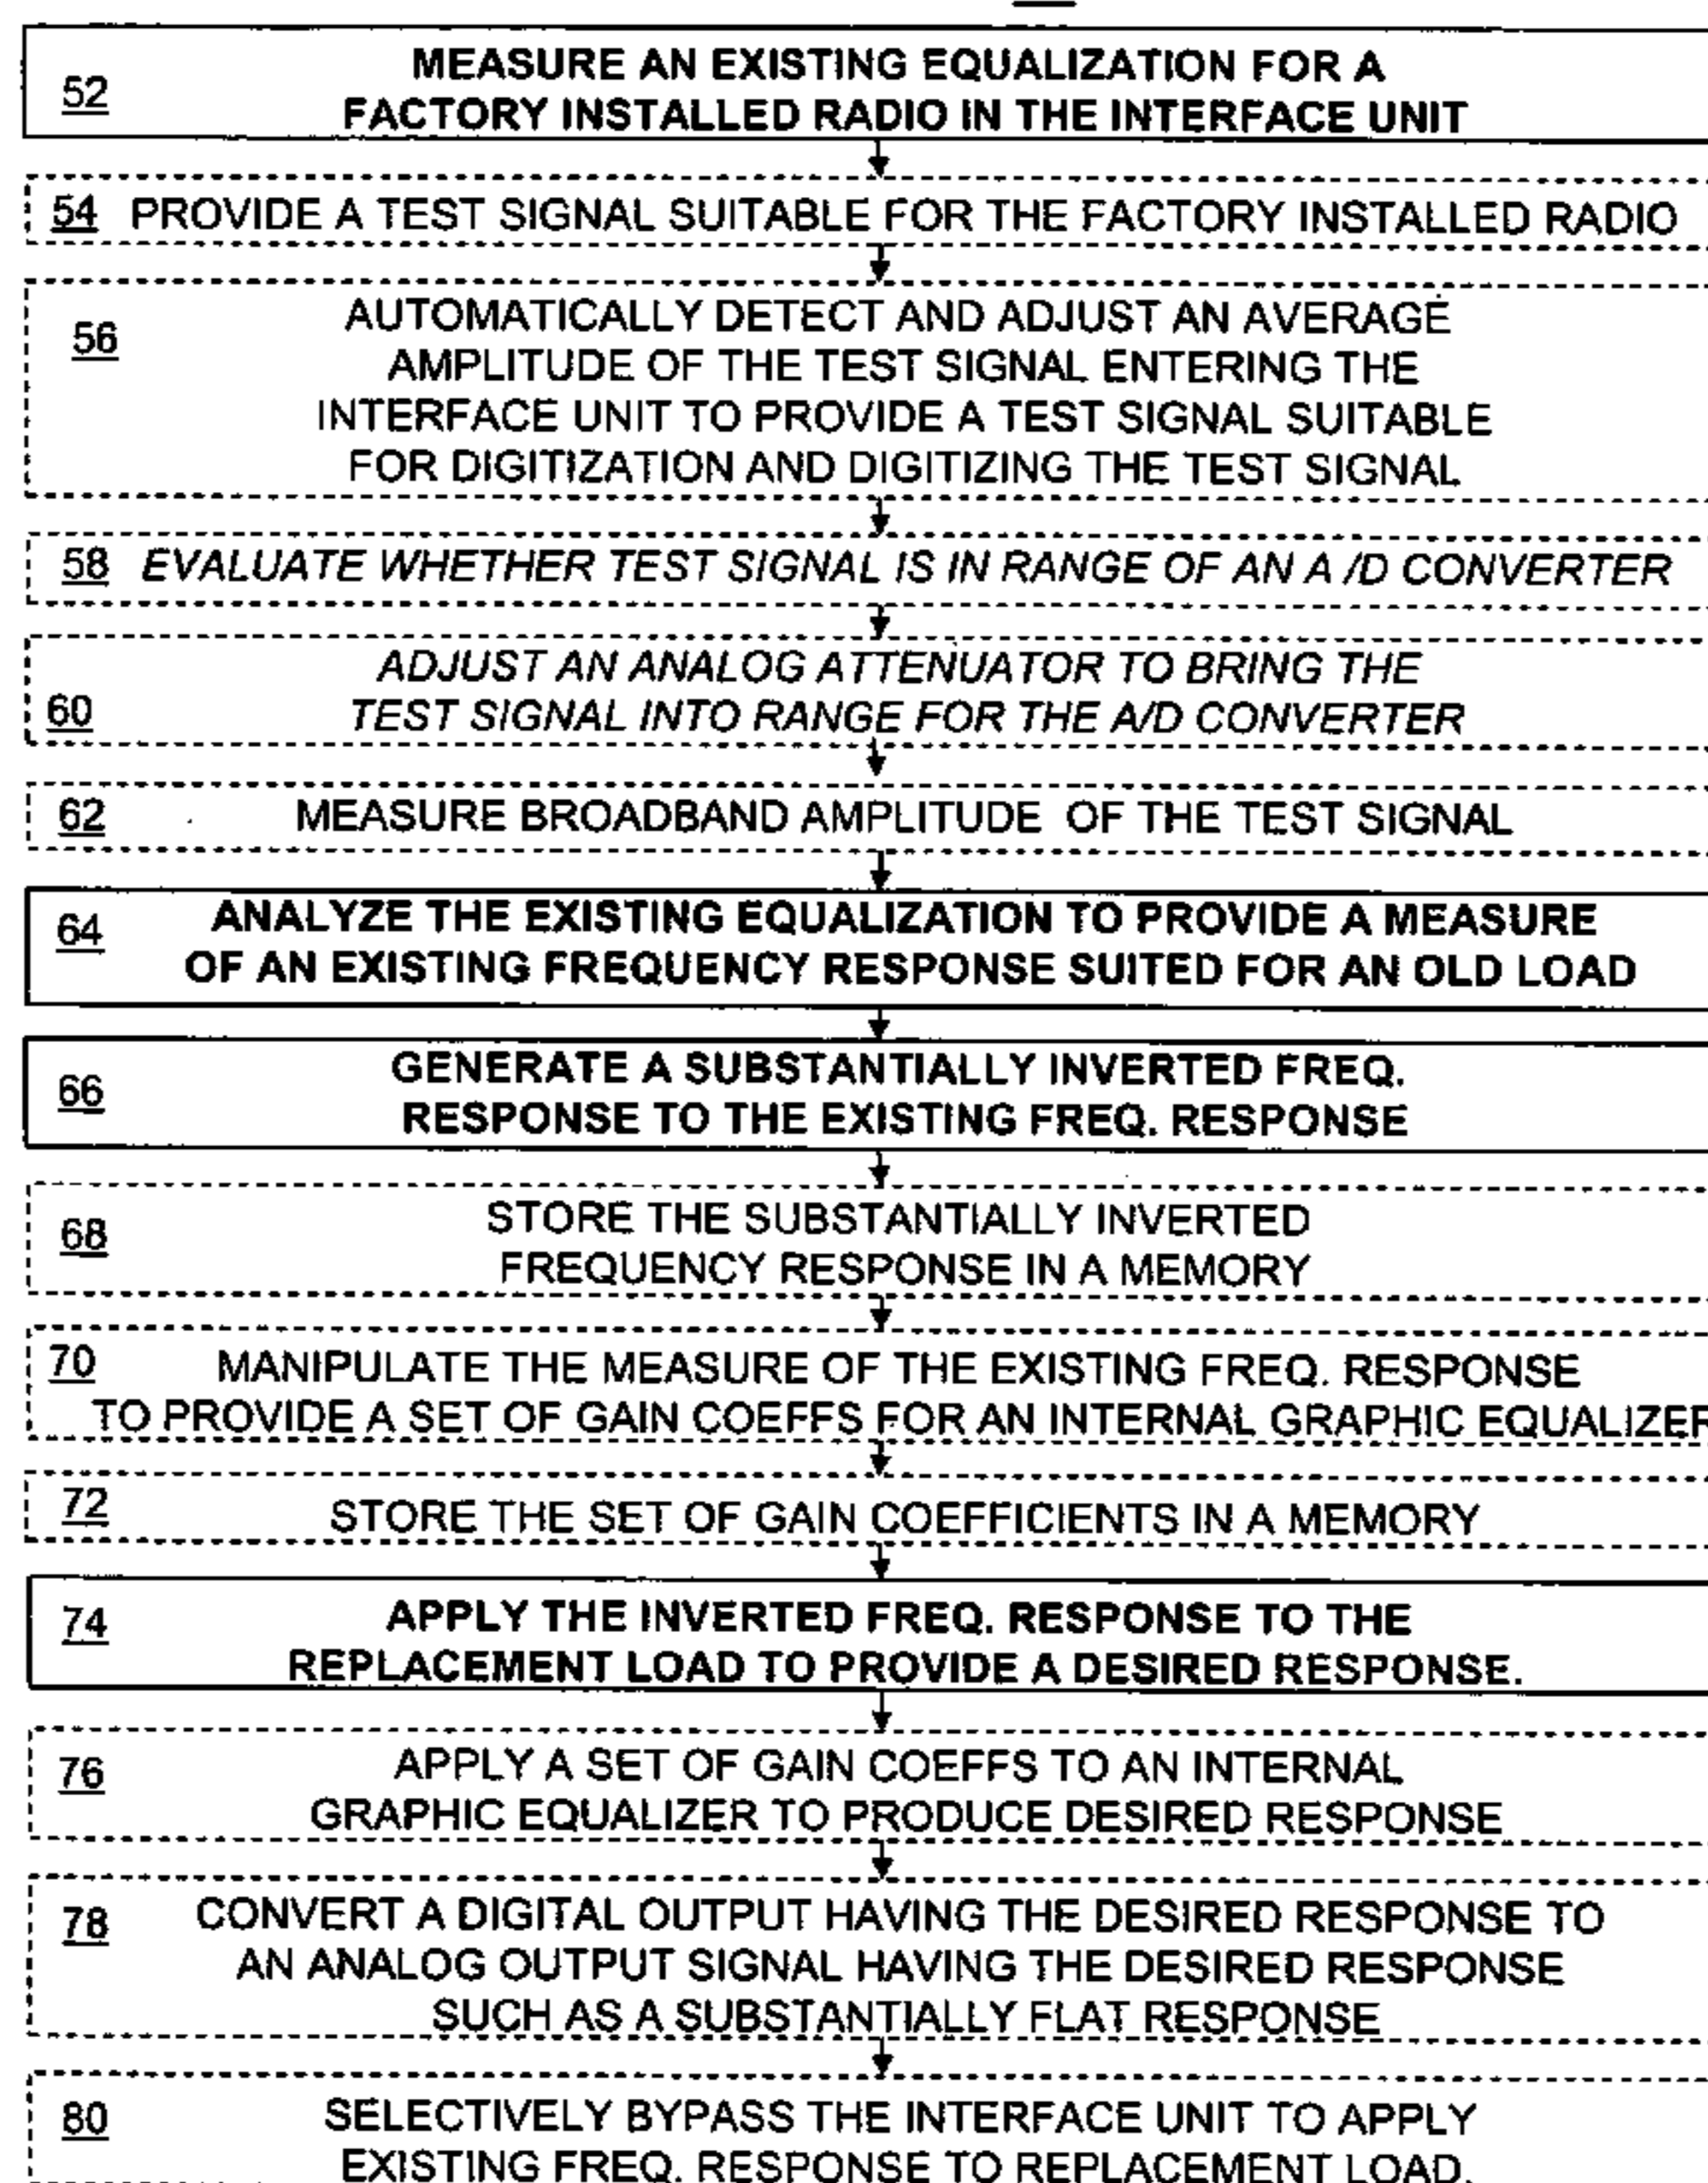 MEASURE AN EXISTING EQUALIZATION FOR A
52
FACTORY INSTALLED RADIO IN THE INTERFACE UNIT
54 PROVIDE A TEST SIGNAL SUITABLE FOR THE FACTORY INSTALLED RADIO
AUTOMATICALLY DETECT AND ADJUST AN AVERAGE
56
AMPLITUDE OF THE TEST SIGNAL ENTERING THE
INTERFACE UNIT TO PROVIDE A TEST SIGNAL SUITABLE
FOR DIGITIZATION AND DIGITIZING THE TEST SIGNAL
58 EVALUATE WHETHER TEST SIGNAL IS IN RANGE OF AN A /D CONVERTER
ADJUST AN ANALOG ATTENUATOR TO BRING THE
60 TEST SIGNAL INTO RANGE FOR THE A/D CONVERTER
62 MEASURE BROADBAND AMPLITUDE OF THE TEST SIGNAL
64 ANALYZE THE EXISTING EQUALIZATION TO PROVIDE A MEASURE
OF AN EXISTING FREQUENCY RESPONSE SUITED FOR AN OLD LOAD
GENERATE A SUBSTANTIALLY INVERTED FREQ.
66
RESPONSE TO THE EXISTING FREQ. RESPONSE
STORE THE SUBSTANTIALLY INVERTED
68
FREQUENCY RESPONSE IN A MEMORY
70 MANIPULATE THE MEASURE OF THE EXISTING FREQ. RESPONSE
TO PROVIDE A SET OF GAIN COEFFS FOR AN INTERNAL GRAPHIC EQUALIZER
72 STORE THE SET OF GAIN COEFFICIENTS IN A MEMORY
74 APPLY THE INVERTED FREQ. RESPONSE TO THE
REPLACEMENT LOAD TO PROVIDE A DESIRED RESPONSE.
76 APPLY A SET OF GAIN COEFFS TO AN INTERNAL
GRAPHIC EQUALIZER TO PRODUCE DESIRED RESPONSE
78 CONVERT A DIGITAL OUTPUT HAVING THE DESIRED RESPONSE TO
AN ANALOG OUTPUT SIGNAL HAVING THE DESIRED RESPONSE
SUCH AS A SUBSTANTIALLY FLAT RESPONSE
80 SELECTIVELY BYPASS THE INTERFACE UNIT TO APPLY
EXISTING FREQ. RESPONSE TO REPLACEMENT LOAD.